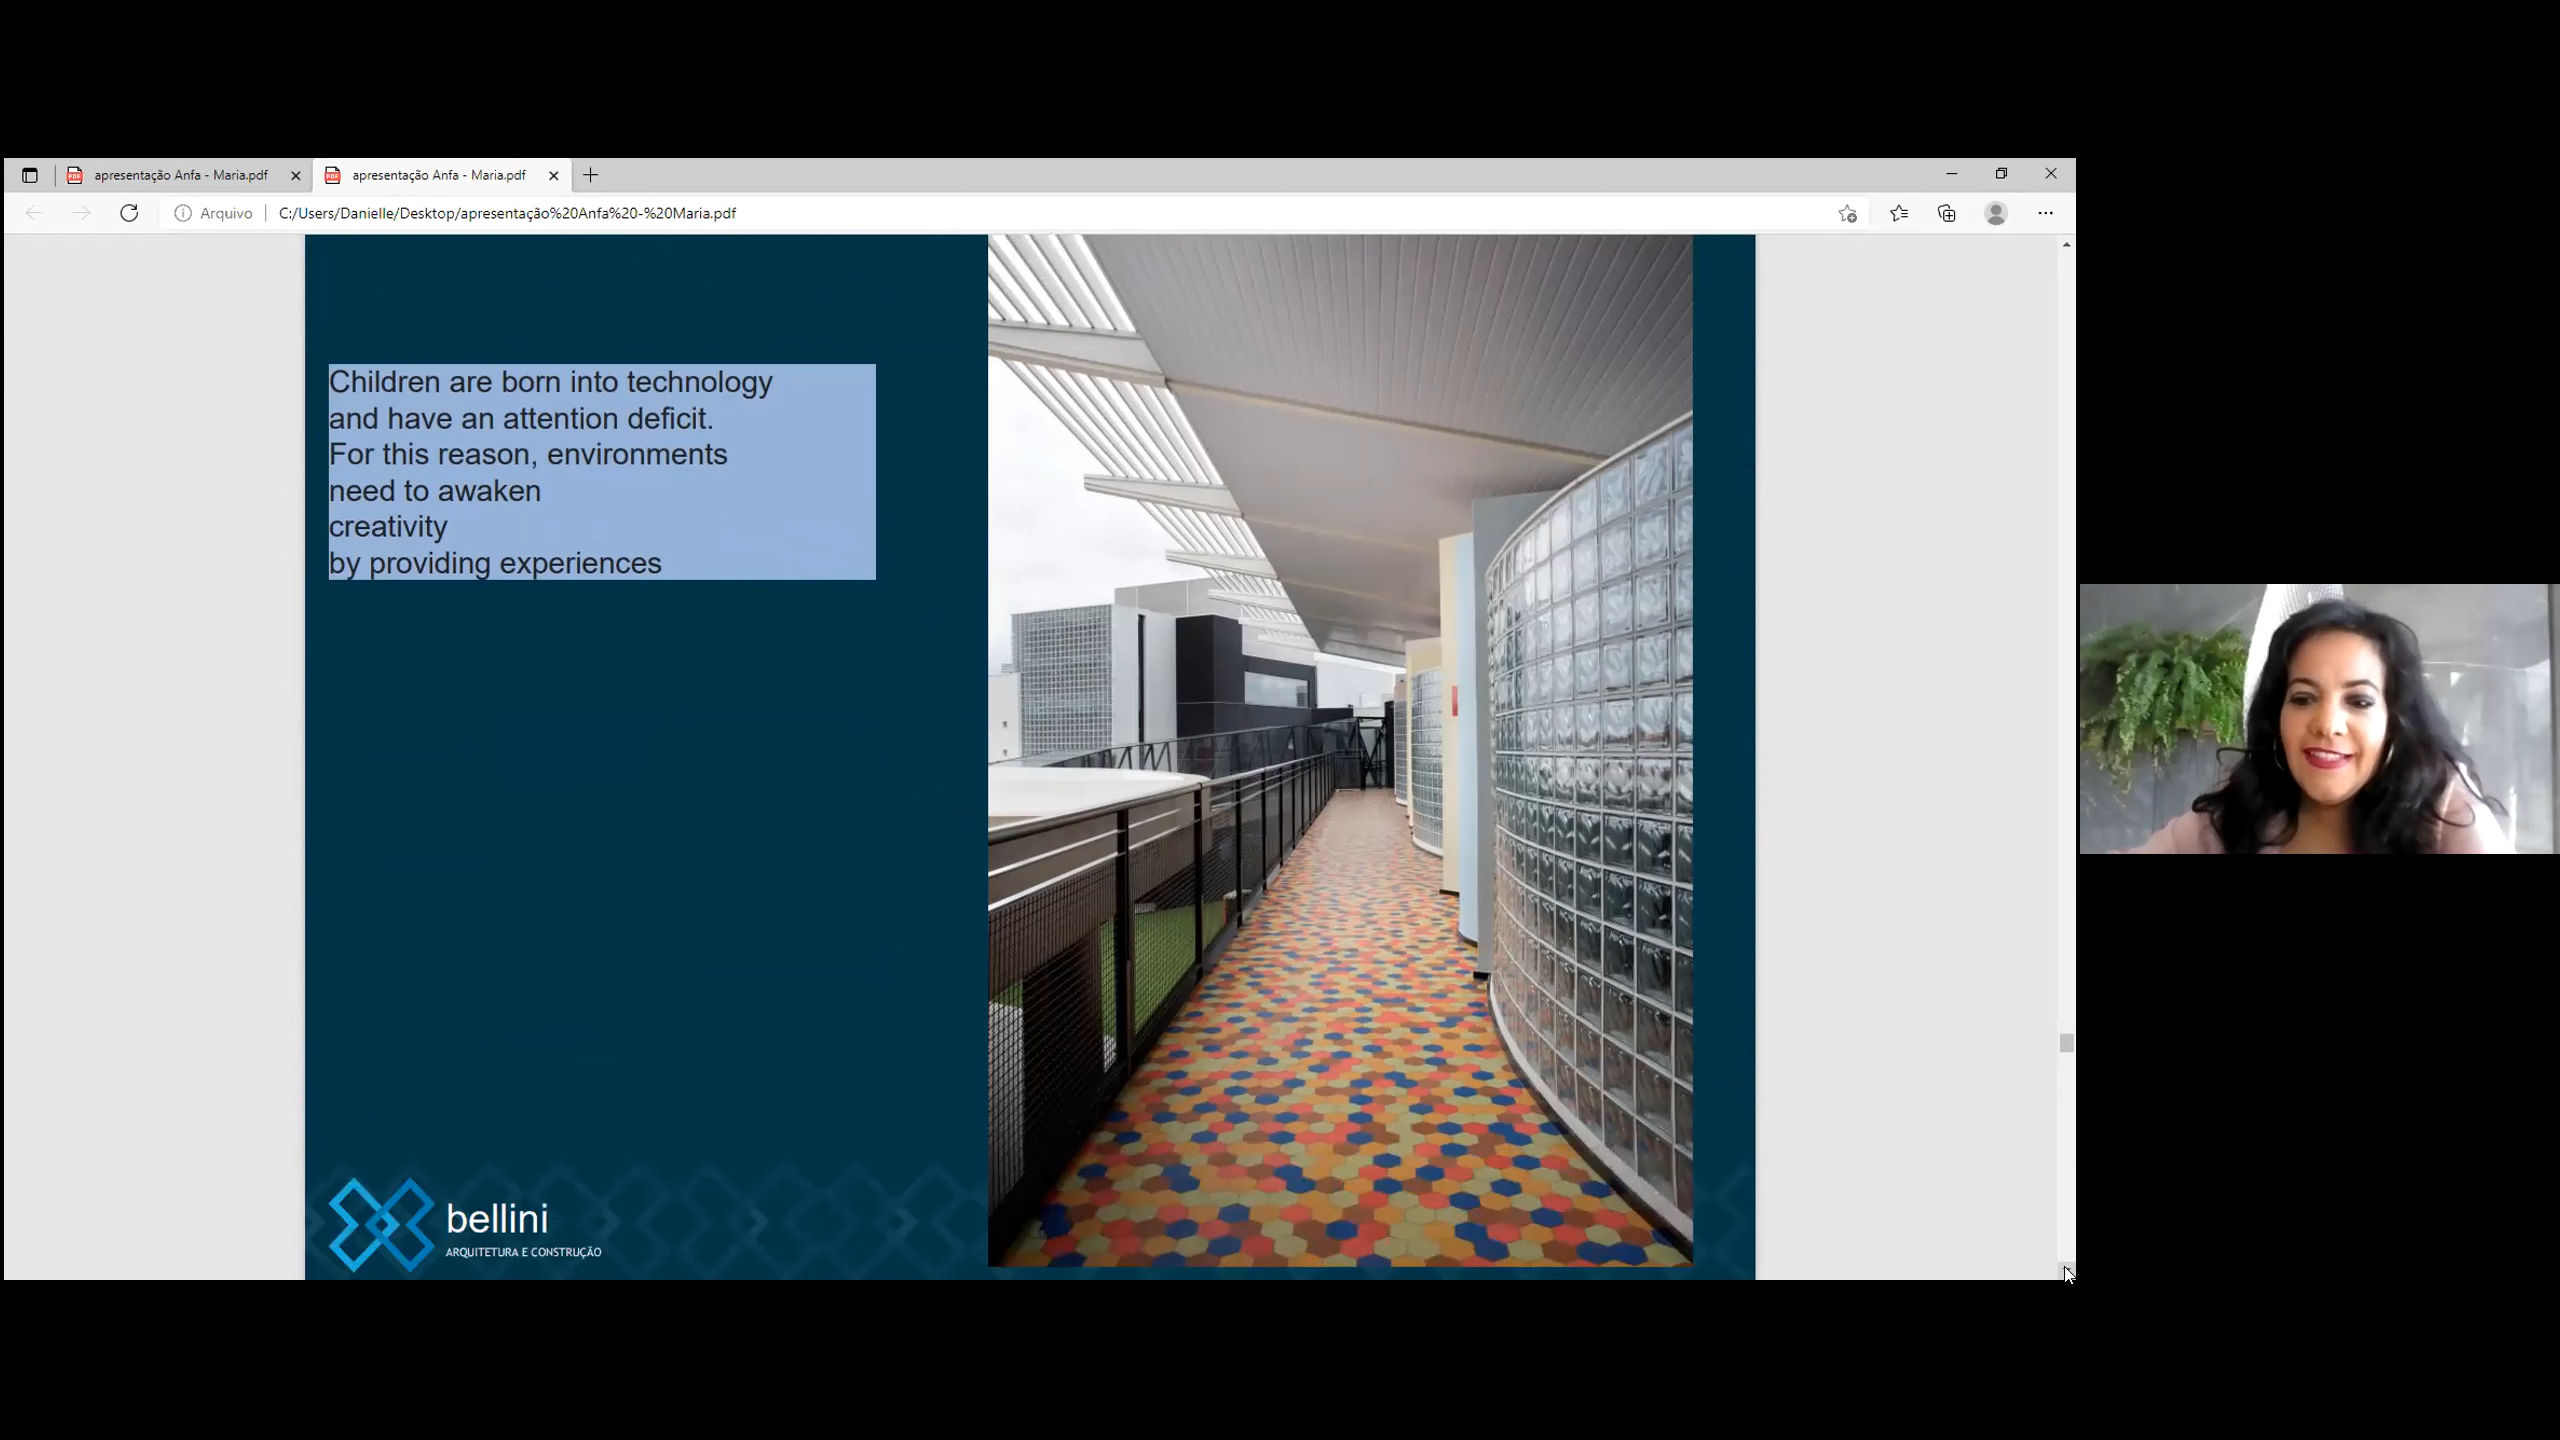 apresentação Anfa - Maria.pdf
apresentação Anfa - Maria.pdf
Arquivo
C:/Users/Danielle/Desktop/apresentação%20Anfa%20-%20Maria.pdf
Children are born into technology
and have an attention deficit.
For this reason, environments
need to awaken
creativity
by providing experiences
bellini
ARQUITETURA E CONSTRUÇÃO